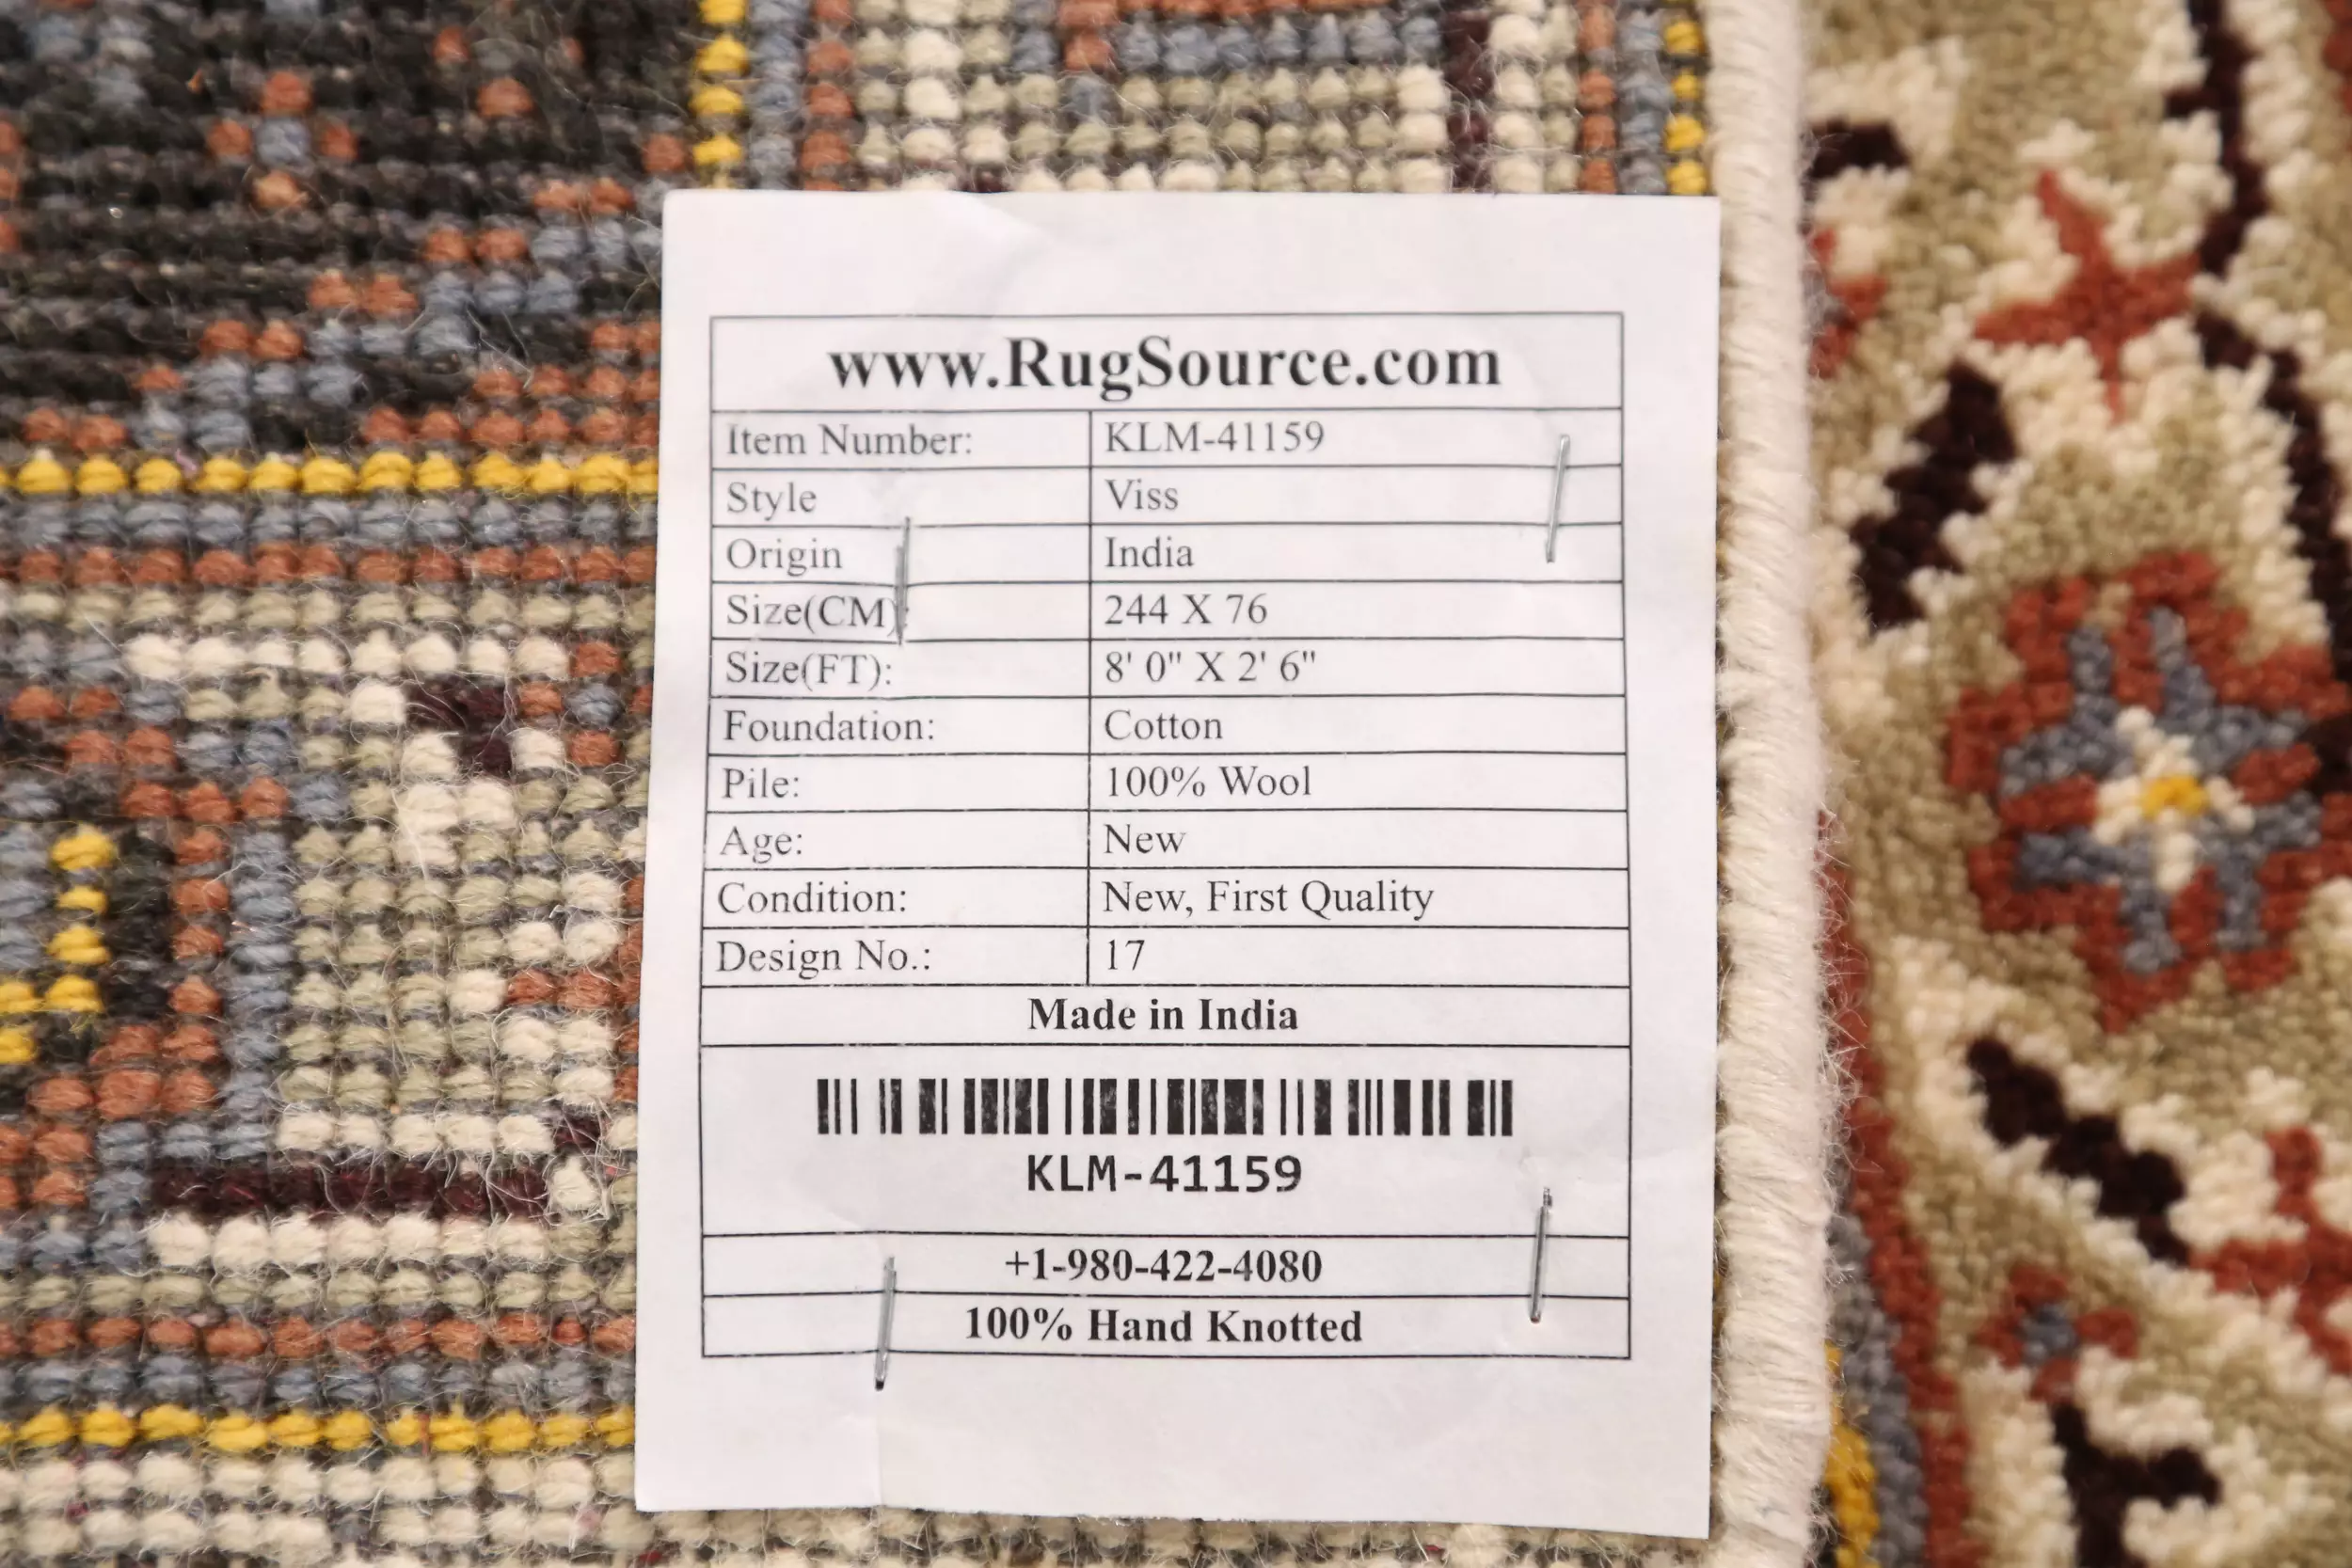 www.RugSource.com
Item Number: KLM-41159
Style Viss
Origin India
Size(CM): 244 X 76
Size(FT): 8' 0" X 2' 6"
Foundation: Cotton
Pile: 100% Wool
Age: New
Condition: New, First Quality
Design No.: 17
Made in India
KLM-41159
+1-980-422-4080
100% Hand Knotted